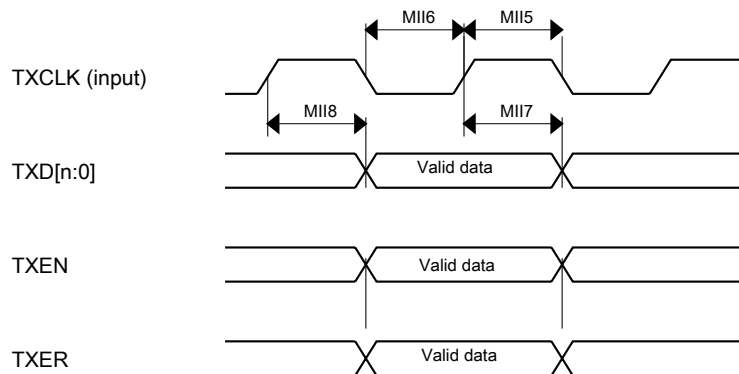 MII6 MII5
TXCLK (input)
MII8 MII7
TXD[n:0] Valid data
TXEN Valid data
TXER Valid data